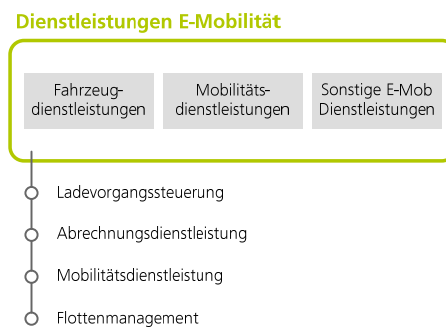 Dienstleistungen E-Mobilität
Fahrzeug-
dienstleistungen
Mobilitäts-
dienstleistungen
Sonstige E-Mob
Dienstleistungen
Ladevorgangssteuerung
Abrechnungsdienstleistung
Mobilitätsdienstleistung
Flottenmanagement